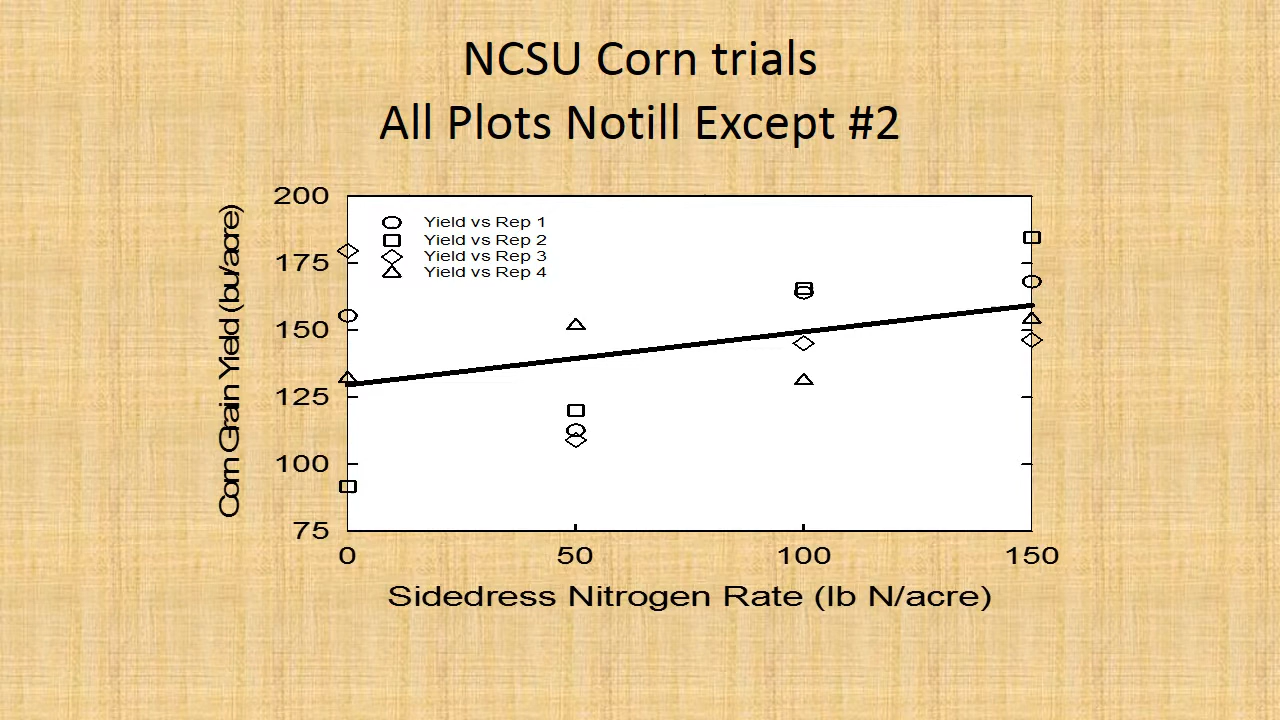 NCSU Corn trials
All Plots Notill Except #2
200
175
150
125
100
75
Corn Grain Yield (bu/acre)
Yield vs Rep 1
Yield vs Rep 2
Yield vs Rep 3
Yield vs Rep 4
0 50 100 150
Sidedress Nitrogen Rate (lb N/acre)